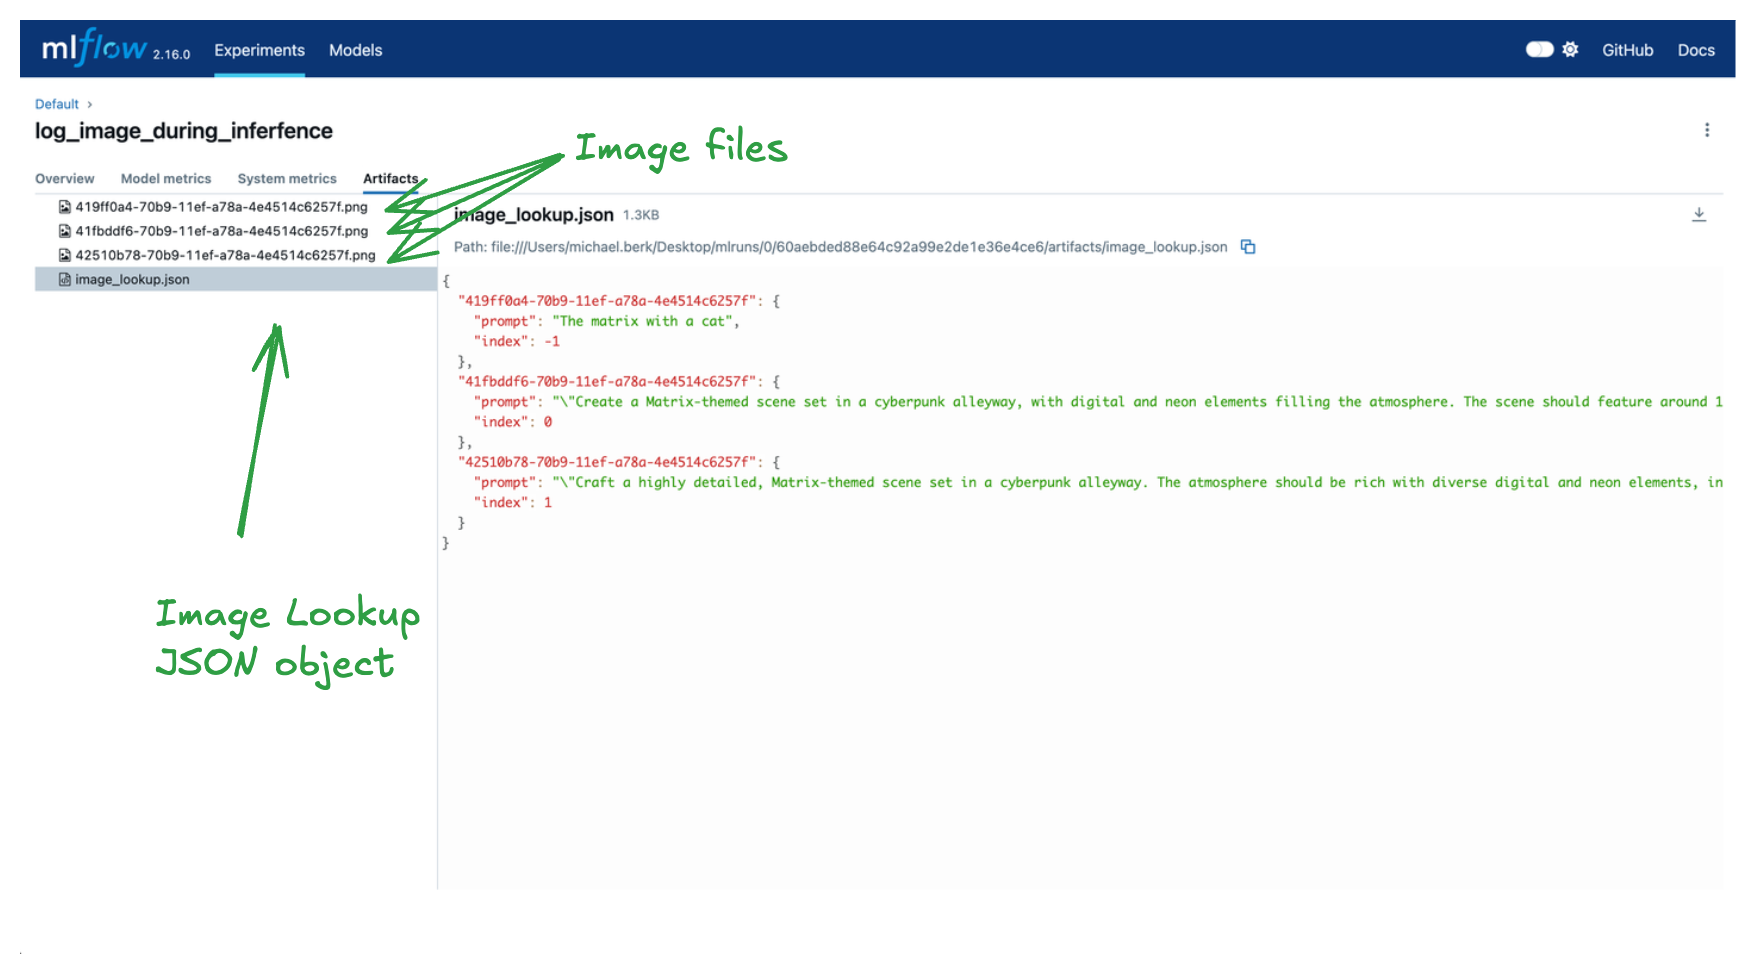 mlflow 2.16.0 Experiments Models GitHub Docs
Default ›
log_image_during_inferfence
Image files
Overview Model metrics System metrics Artifacts
419ff0a4-70b9-11ef-a78a-4e4514c6257f.png
41fbddf6-70b9-11ef-a78a-4e4514c6257f.png
42510b78-70b9-11ef-a78a-4e4514c6257f.png
image_lookup.json
image_lookup.json 1.3KB
Path: file:///Users/michael.berk/Desktop/mlruns/0/60aebded88e64c92a99e2de1e36e4ce6/artifacts/image_lookup.json
{
"419ff0a4-70b9-11ef-a78a-4e4514c6257f": {
"prompt": "The matrix with a cat",
"index": -1
},
"41fbddf6-70b9-11ef-a78a-4e4514c6257f": {
"prompt": "\"Create a Matrix-themed scene set in a cyberpunk alleyway, with digital and neon elements filling the atmosphere. The scene should feature around 1
"index": 0
},
"42510b78-70b9-11ef-a78a-4e4514c6257f": {
"prompt": "\"Craft a highly detailed, Matrix-themed scene set in a cyberpunk alleyway. The atmosphere should be rich with diverse digital and neon elements, in
"index": 1
}
}
Image Lookup
JSON object